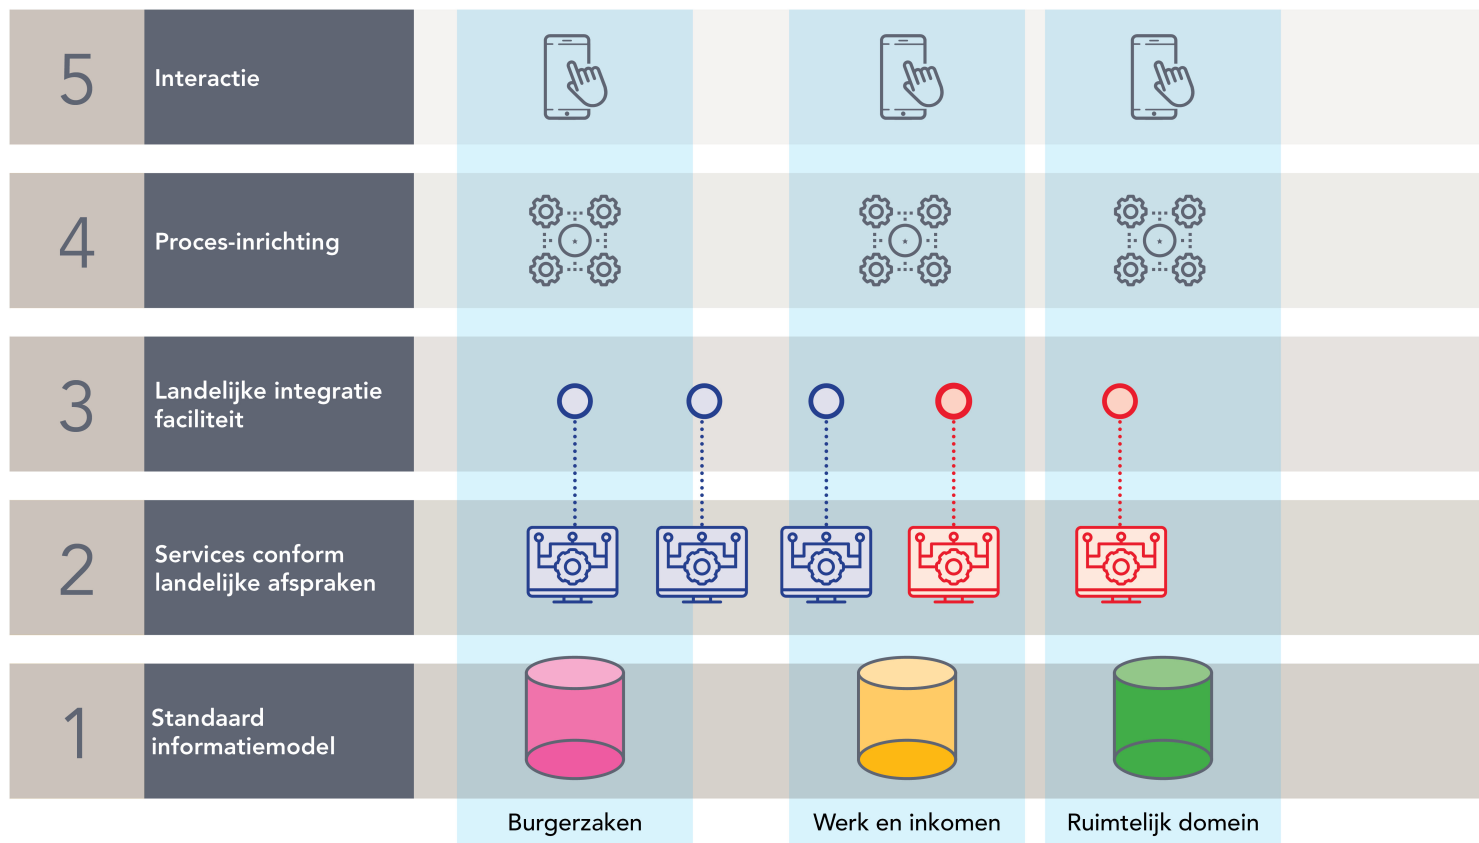 5
Interactie
4
Proces-inrichting
3
Landelijke integratie
faciliteit
2
Services conform
landelijke afspraken
1
Standaard
informatiemodel
Burgerzaken
Werk en inkomen
Ruimtelijk domein